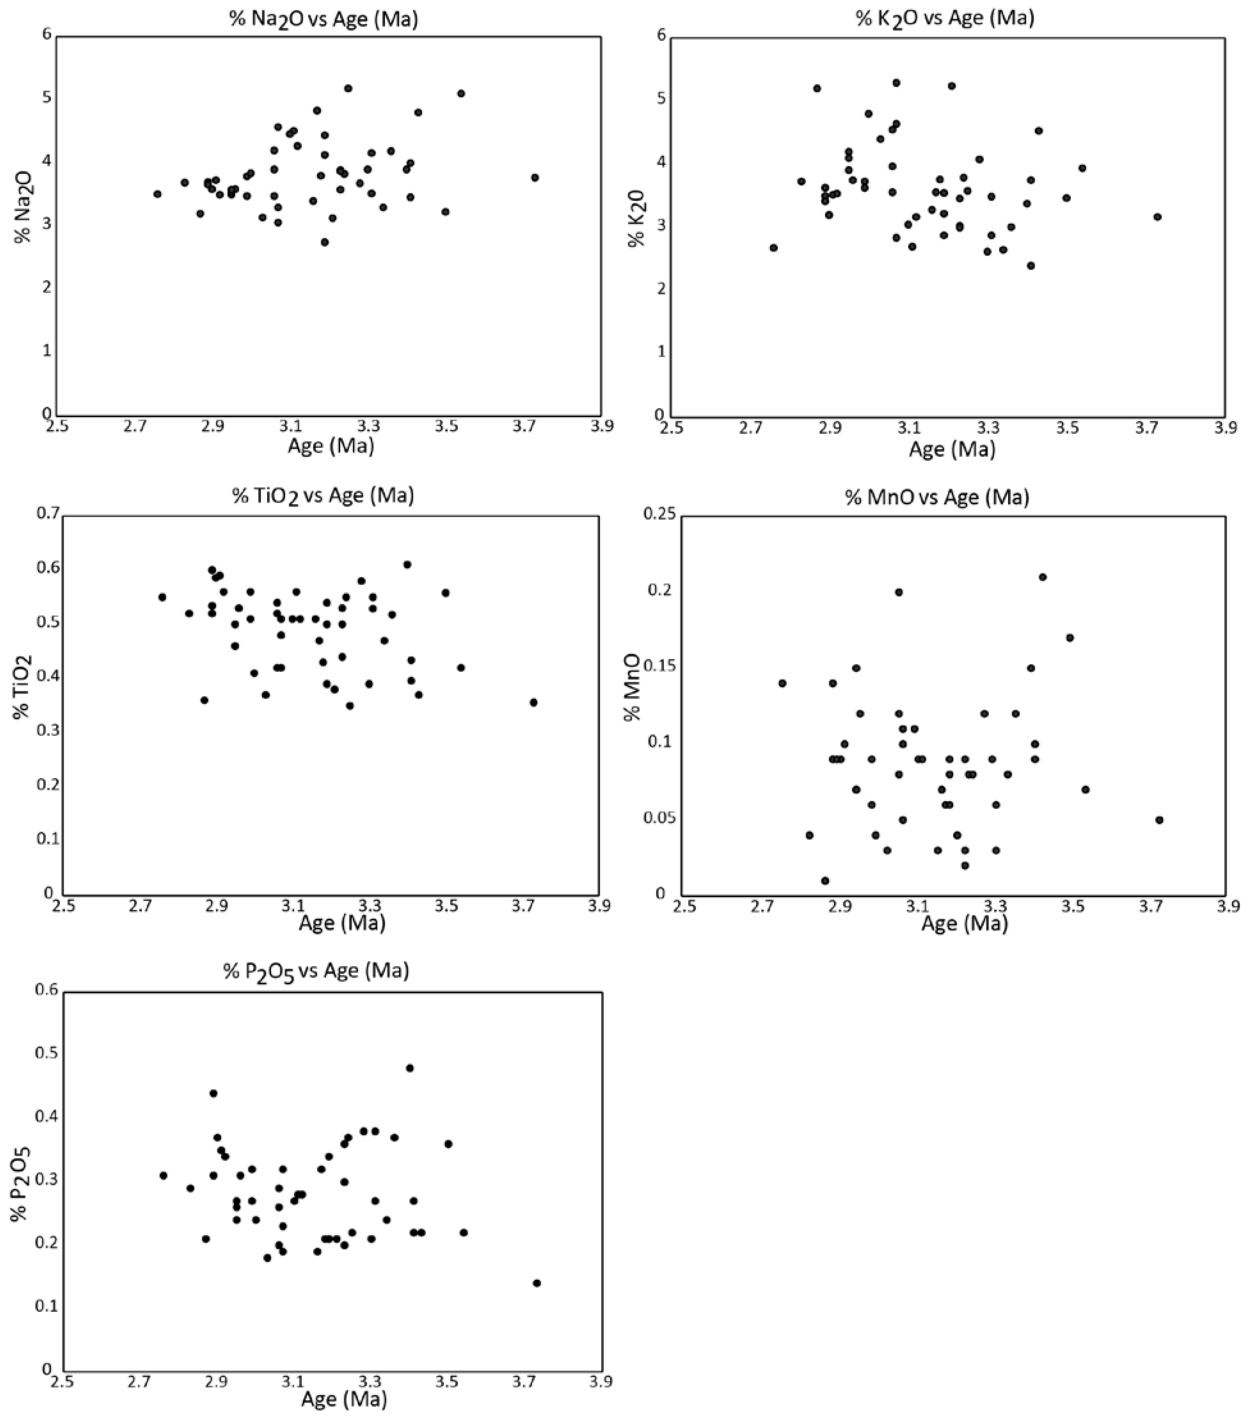 % Na2O vs Age (Ma)
6
5
4
3
2
1
0
% Na2O
2.5 2.7 2.9 3.1 3.3 3.5 3.7 3.9
Age (Ma)
% K2O vs Age (Ma)
6
5
4
3
2
1
0
% K20
2.5 2.7 2.9 3.1 3.3 3.5 3.7 3.9
Age (Ma)
% TiO2 vs Age (Ma)
0.7
0.6
0.5
0.4
0.3
0.2
0.1
0
% TiO2
2.5 2.7 2.9 3.1 3.3 3.5 3.7 3.9
Age (Ma)
% MnO vs Age (Ma)
0.25
0.2
0.15
0.1
0.05
0
% MnO
2.5 2.7 2.9 3.1 3.3 3.5 3.7 3.9
Age (Ma)
% P2O5 vs Age (Ma)
0.6
0.5
0.4
0.3
0.2
0.1
0
% P2O5
2.5 2.7 2.9 3.1 3.3 3.5 3.7 3.9
Age (Ma)